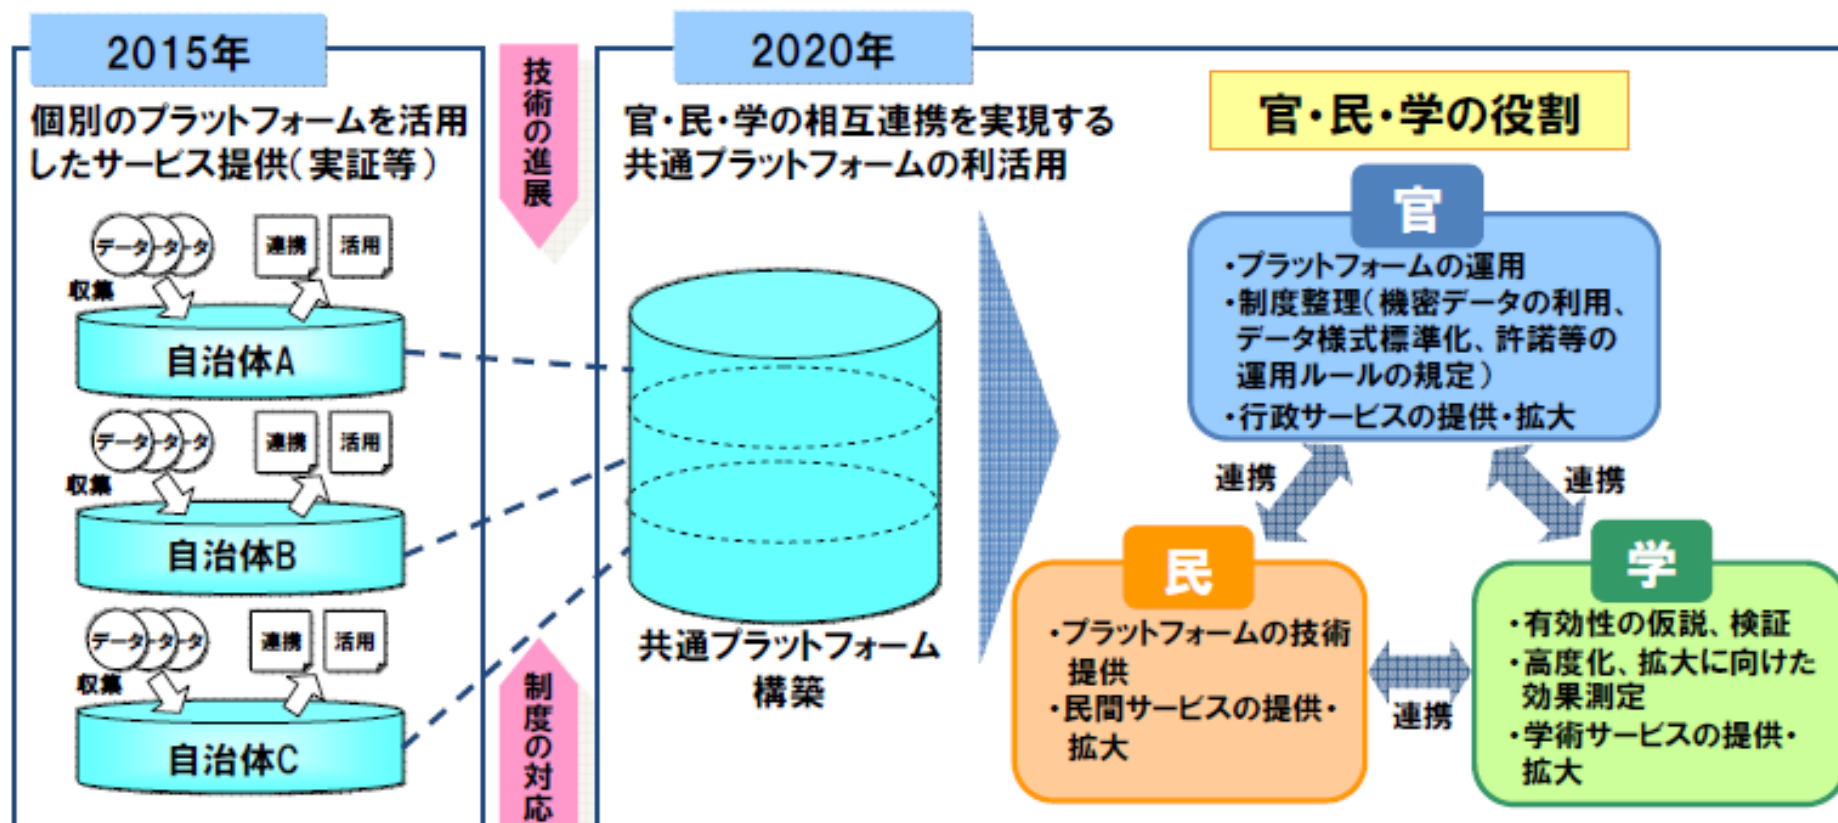 2015年
個別のプラットフォームを活用
したサービス提供(実証等)
データ
ータ
ータ
連携
活用
収集
自治体A
データ
ータ
ータ
連携
活用
収集
自治体B
データ
ータ
ータ
連携
活用
収集
自治体C
技術の進展
制度の対応
2020年
官・民・学の相互連携を実現する
共通プラットフォームの利活用
共通プラットフォーム
構築
官・民・学の役割
官
・プラットフォームの運用
・制度整理(機密データの利用、
データ様式標準化、許諾等の
運用ルールの規定)
・行政サービスの提供・拡大
連携
連携
民
・プラットフォームの技術
提供
・民間サービスの提供・
拡大
連携
学
・有効性の仮説、検証
・高度化、拡大に向けた
効果測定
・学術サービスの提供・
拡大